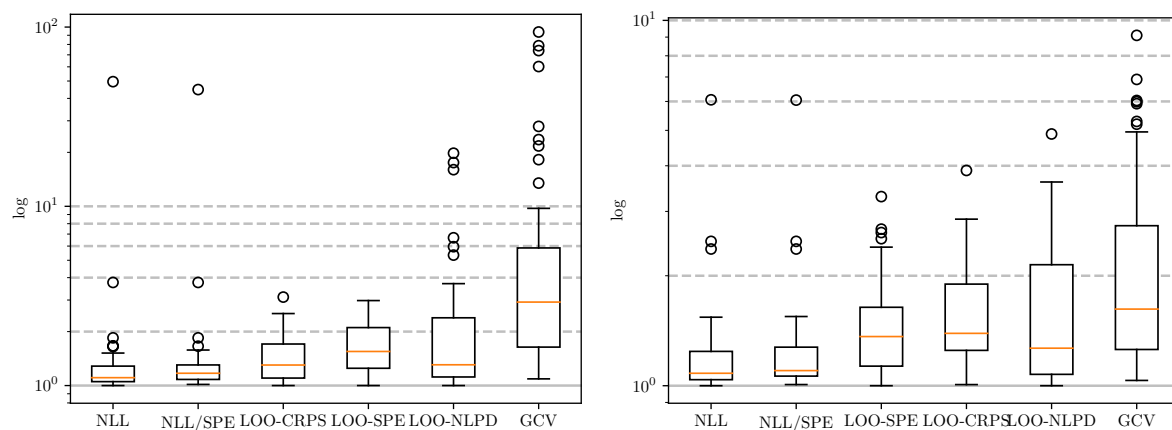 10²
10¹
10⁰
log
NLL NLL/SPE LOO-CRPS LOO-SPE LOO-NLPD GCV
10¹
10⁰
log
NLL NLL/SPE LOO-SPE LOO-CRPS LOO-NLPD GCV